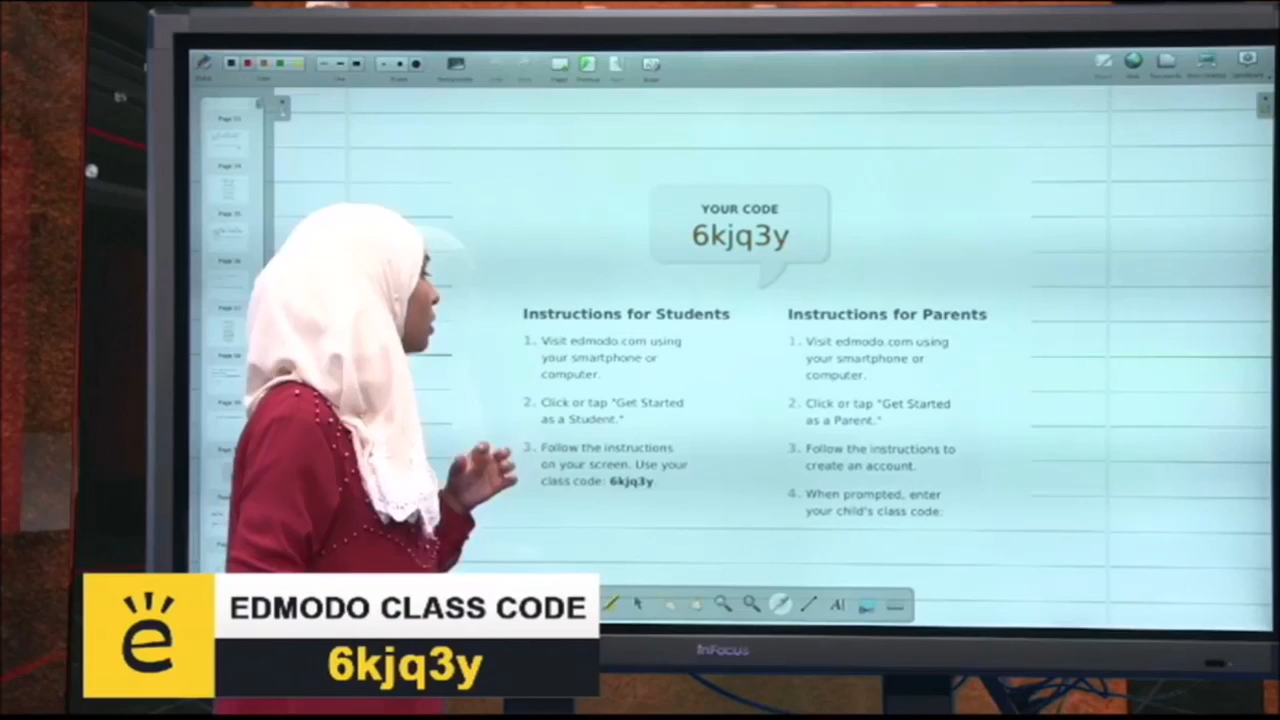 YOUR CODE
6kjq3y
Instructions for Students
1. Visit edmodo.com using
your smartphone or
computer.
2. Click or tap "Get Started
as a Student."
3. Follow the instructions
on your screen. Use your
class code: 6kjq3y.
Instructions for Parents
1. Visit edmodo.com using
your smartphone or
computer.
2. Click or tap "Get Started
as a Parent."
3. Follow the instructions to
create an account.
4. When prompted, enter
your child's class code:
InFocus
e
EDMODO CLASS CODE
6kjq3y